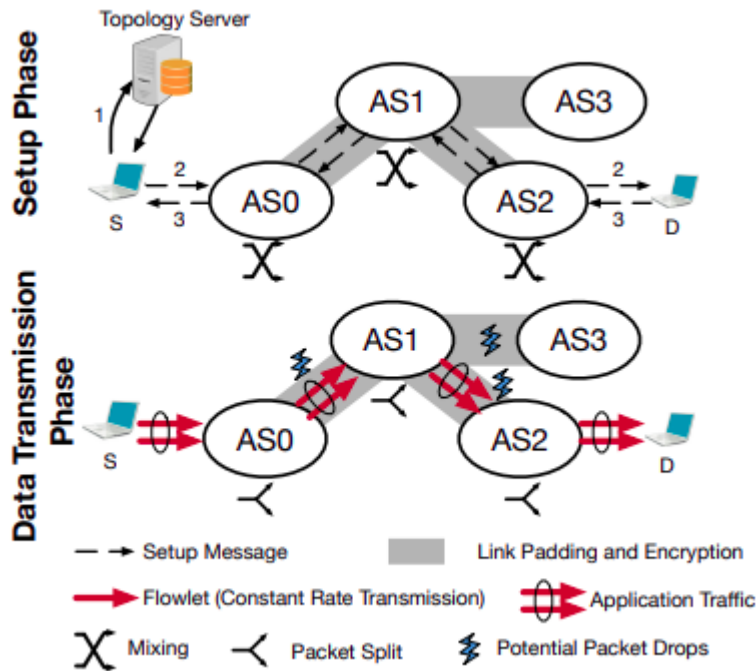 Topology Server
Setup Phase
1
AS1
AS3
2
2
AS0
AS2
S
3
3
D
Data Transmission
Phase
AS1
AS3
AS0
AS2
S
D
Setup Message
Link Padding and Encryption
Flowlet (Constant Rate Transmission)
Application Traffic
Mixing
Packet Split
Potential Packet Drops